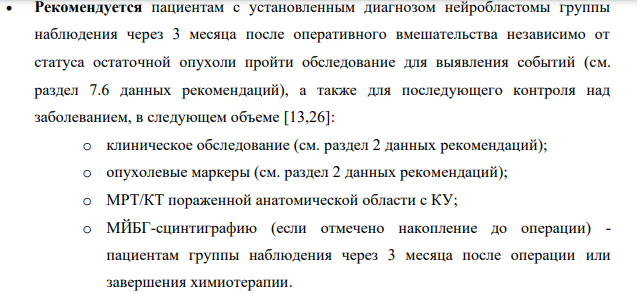 • Рекомендуется пациентам с установленным диагнозом нейробластомы группы
наблюдения через 3 месяца после оперативного вмешательства независимо от
статуса остаточной опухоли пройти обследование для выявления событий (см.
раздел 7.6 данных рекомендаций), а также для последующего контроля над
заболеванием, в следующем объеме [13,26]:
o клиническое обследование (см. раздел 2 данных рекомендаций);
o опухолевые маркеры (см. раздел 2 данных рекомендаций);
o МРТ/КТ пораженной анатомической области с КУ;
o МЙБГ-сцинтиграфию (если отмечено накопление до операции) -
пациентам группы наблюдения через 3 месяца после операции или
завершения химиотерапии.